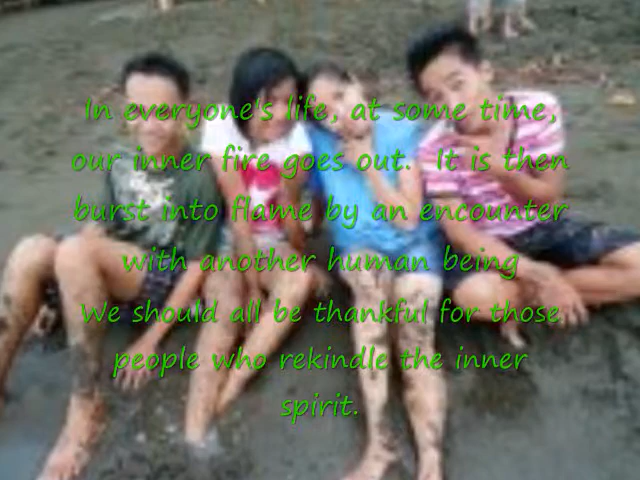 In everyone's life, at some time,
our inner fire goes out. It is then
burst into flame by an encounter
with another human being
We should all be thankful for those
people who rekindle the inner
spirit.